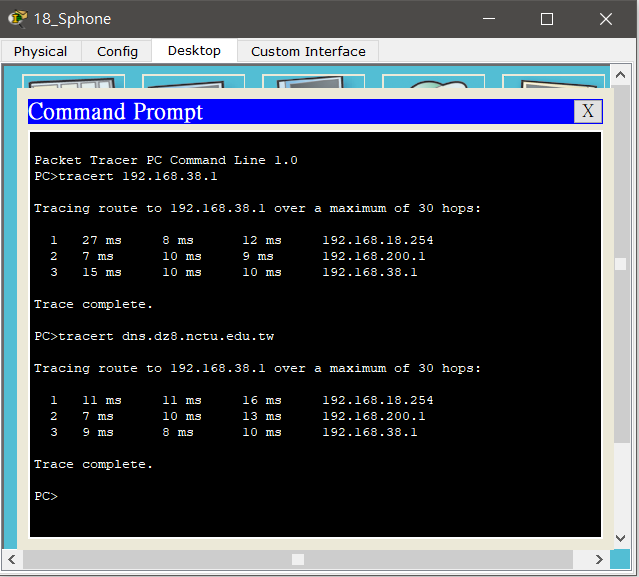 18_Sphone
Physical Config Desktop Custom Interface
Command Prompt X
Packet Tracer PC Command Line 1.0
PC>tracert 192.168.38.1
Tracing route to 192.168.38.1 over a maximum of 30 hops:
1 27 ms 8 ms 12 ms 192.168.18.254
2 7 ms 10 ms 9 ms 192.168.200.1
3 15 ms 10 ms 10 ms 192.168.38.1
Trace complete.
PC>tracert dns.dz8.nctu.edu.tw
Tracing route to 192.168.38.1 over a maximum of 30 hops:
1 11 ms 11 ms 16 ms 192.168.18.254
2 7 ms 10 ms 13 ms 192.168.200.1
3 9 ms 8 ms 10 ms 192.168.38.1
Trace complete.
PC>